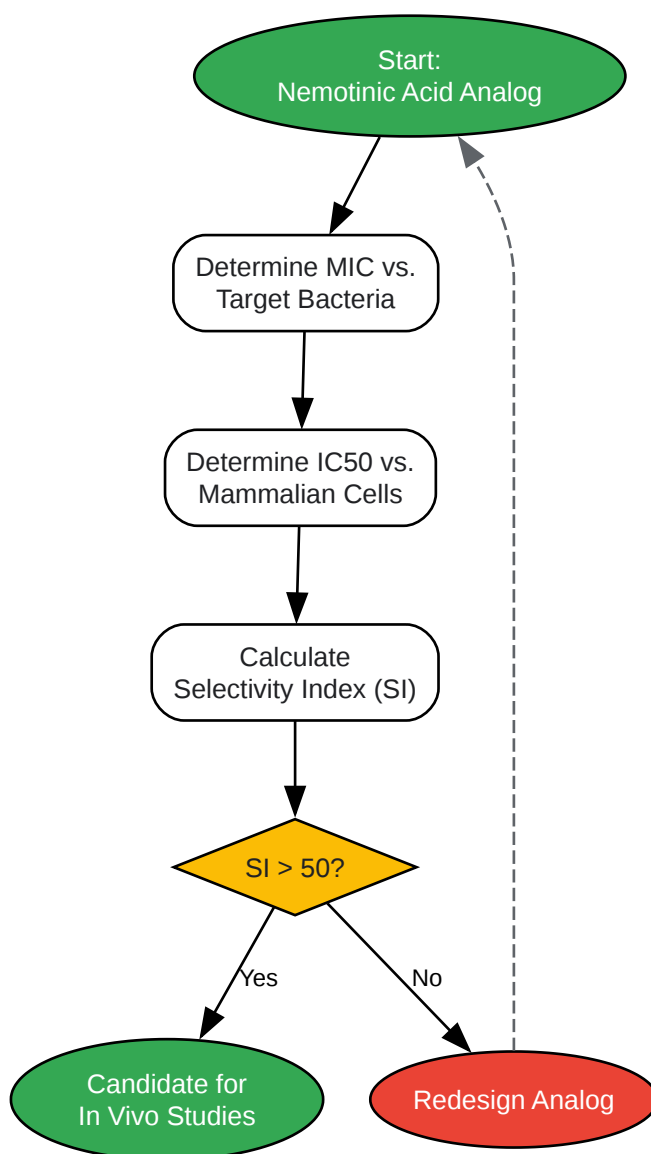 Start:
Nemotinic Acid Analog
Determine MIC vs.
Target Bacteria
Determine IC50 vs.
Mammalian Cells
Calculate
Selectivity Index (SI)
SI > 50?
Yes
No
Candidate for
In Vivo Studies
Redesign Analog